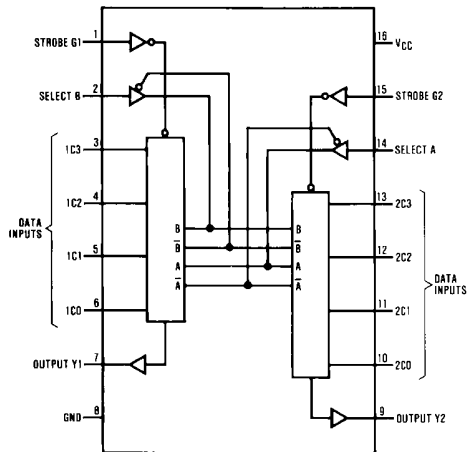 STROBE G1 1
16 VCC
SELECT B 2
15 STROBE G2
1C3 3
14 SELECT A
1C2 4
13 2C3
DATA
INPUTS
B B
B̅ B̅
A A
A̅ A̅
1C1 5
12 2C2
DATA
INPUTS
1C0 6
11 2C1
OUTPUT Y1 7
10 2C0
GND 8
9 OUTPUT Y2